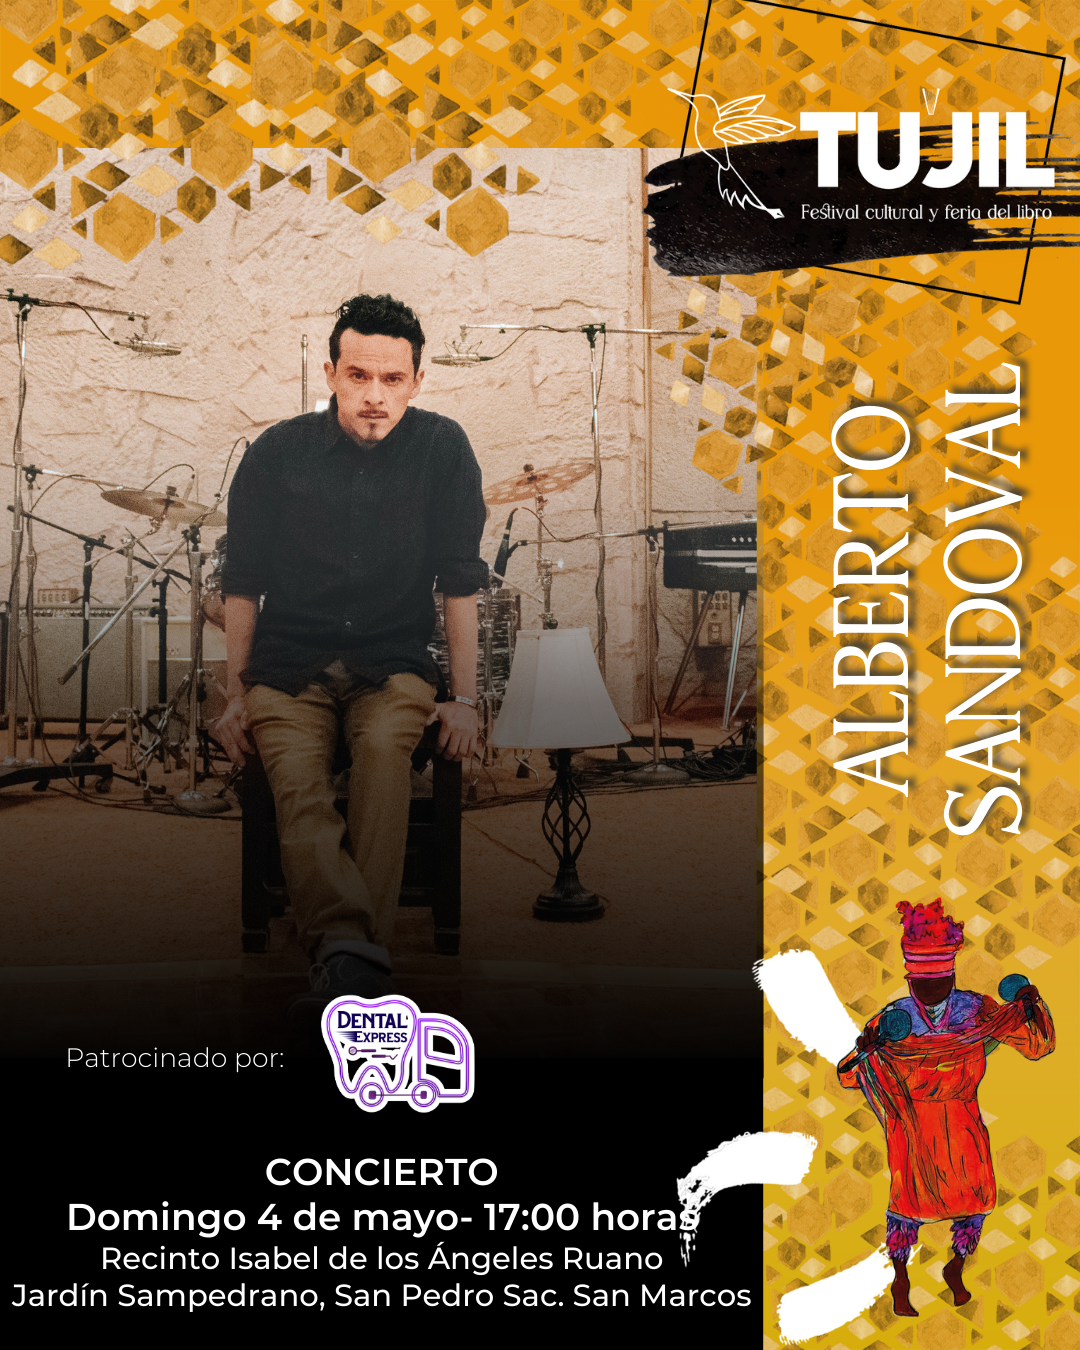 TUJIL
Festival cultural y feria del libro
ALBERTO
SANDOVAL
Patrocinado por:
DENTAL
EXPRESS
CONCIERTO
Domingo 4 de mayo- 17:00 horas
Recinto Isabel de los Ángeles Ruano
Jardín Sampedrano, San Pedro Sac. San Marcos